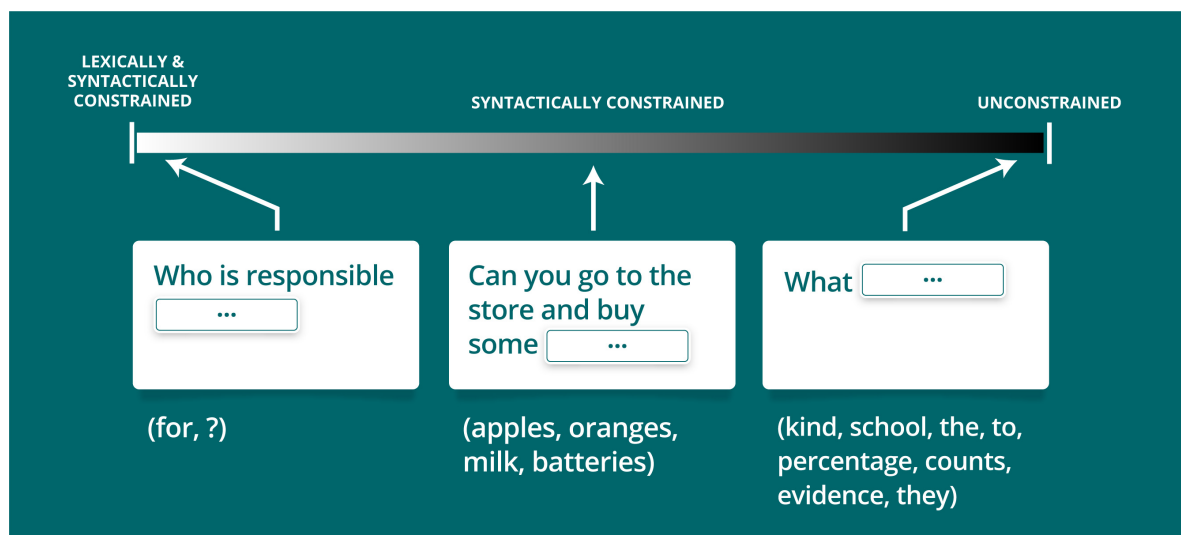 LEXICALLY &
SYNTACTICALLY
CONSTRAINED
SYNTACTICALLY CONSTRAINED
UNCONSTRAINED
Who is responsible
...
Can you go to the
store and buy
some ...
What ...
(for, ?)
(apples, oranges,
milk, batteries)
(kind, school, the, to,
percentage, counts,
evidence, they)